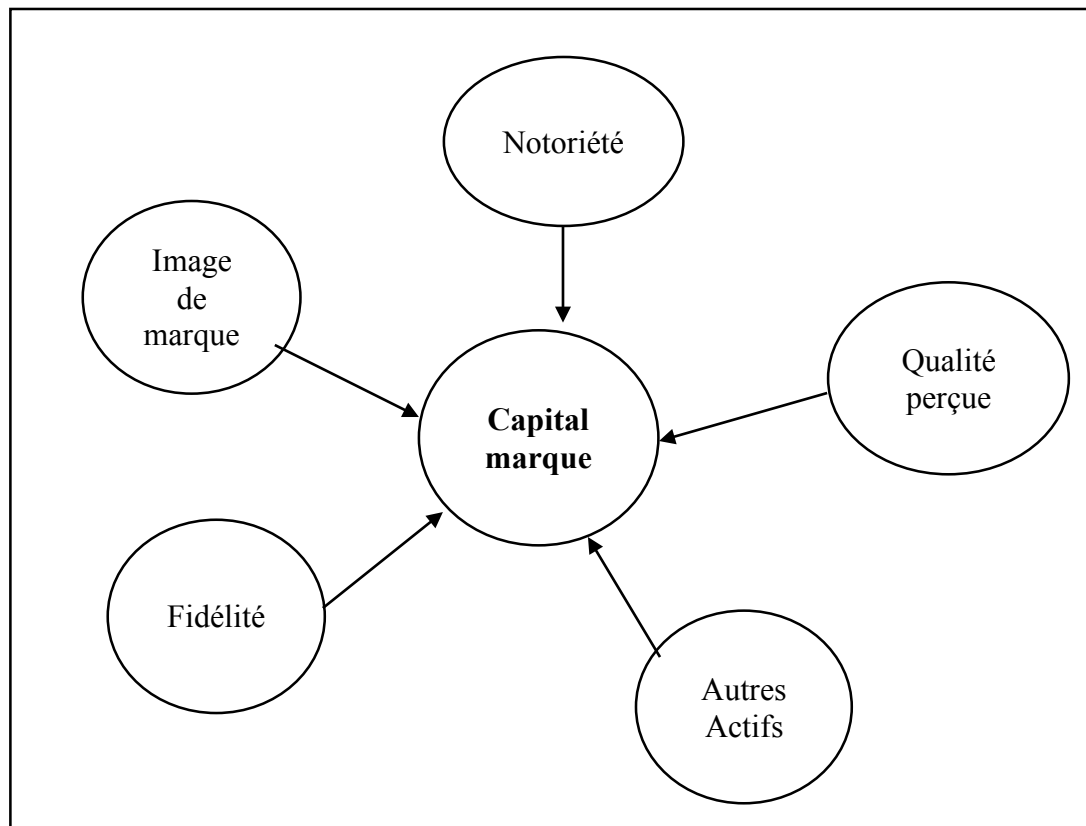 Notoriété
Image
de
marque
Qualité
perçue
Capital
marque
Fidélité
Autres
Actifs